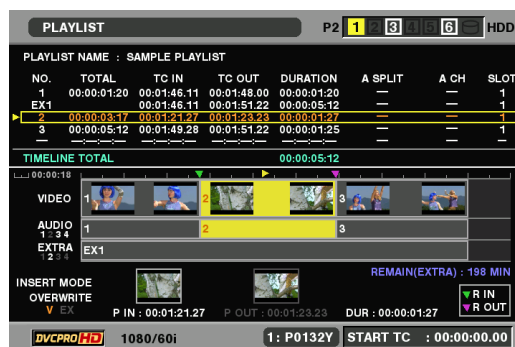 PLAYLIST P2 1 2 3 4 5 6 HDD
PLAYLIST NAME : SAMPLE PLAYLIST
NO. TOTAL TC IN TC OUT DURATION A SPLIT A CH SLOT
1 00:00:01:20 00:01:46.11 00:01:48.00 00:00:01:20 — — 1
EX1 00:01:46.11 00:01:51.22 00:00:05:12 — — 1
2 00:00:03:17 00:01:21.27 00:01:23.23 00:00:01:27 — — 1
3 00:00:05:12 00:01:49.28 00:01:51.22 00:00:01:25 — — 1
— —:—:—:— —:—:—:— —:—:—:— —:—:—:— — — —
TIMELINE TOTAL 00:00:05:12
00:00:18
VIDEO 1 2 3
AUDIO 1 2 3
1 2 3 4
EXTRA EX1
1 2 3 4
REMAIN(EXTRA) : 198 MIN
INSERT MODE
OVERWRITE
V EX
P IN : 00:01:21.27 P OUT : 00:01:23.23 DUR : 00:00:01:27
R IN
R OUT
DVCPRO HD 1080/60i 1: P0132Y START TC : 00:00:00.00